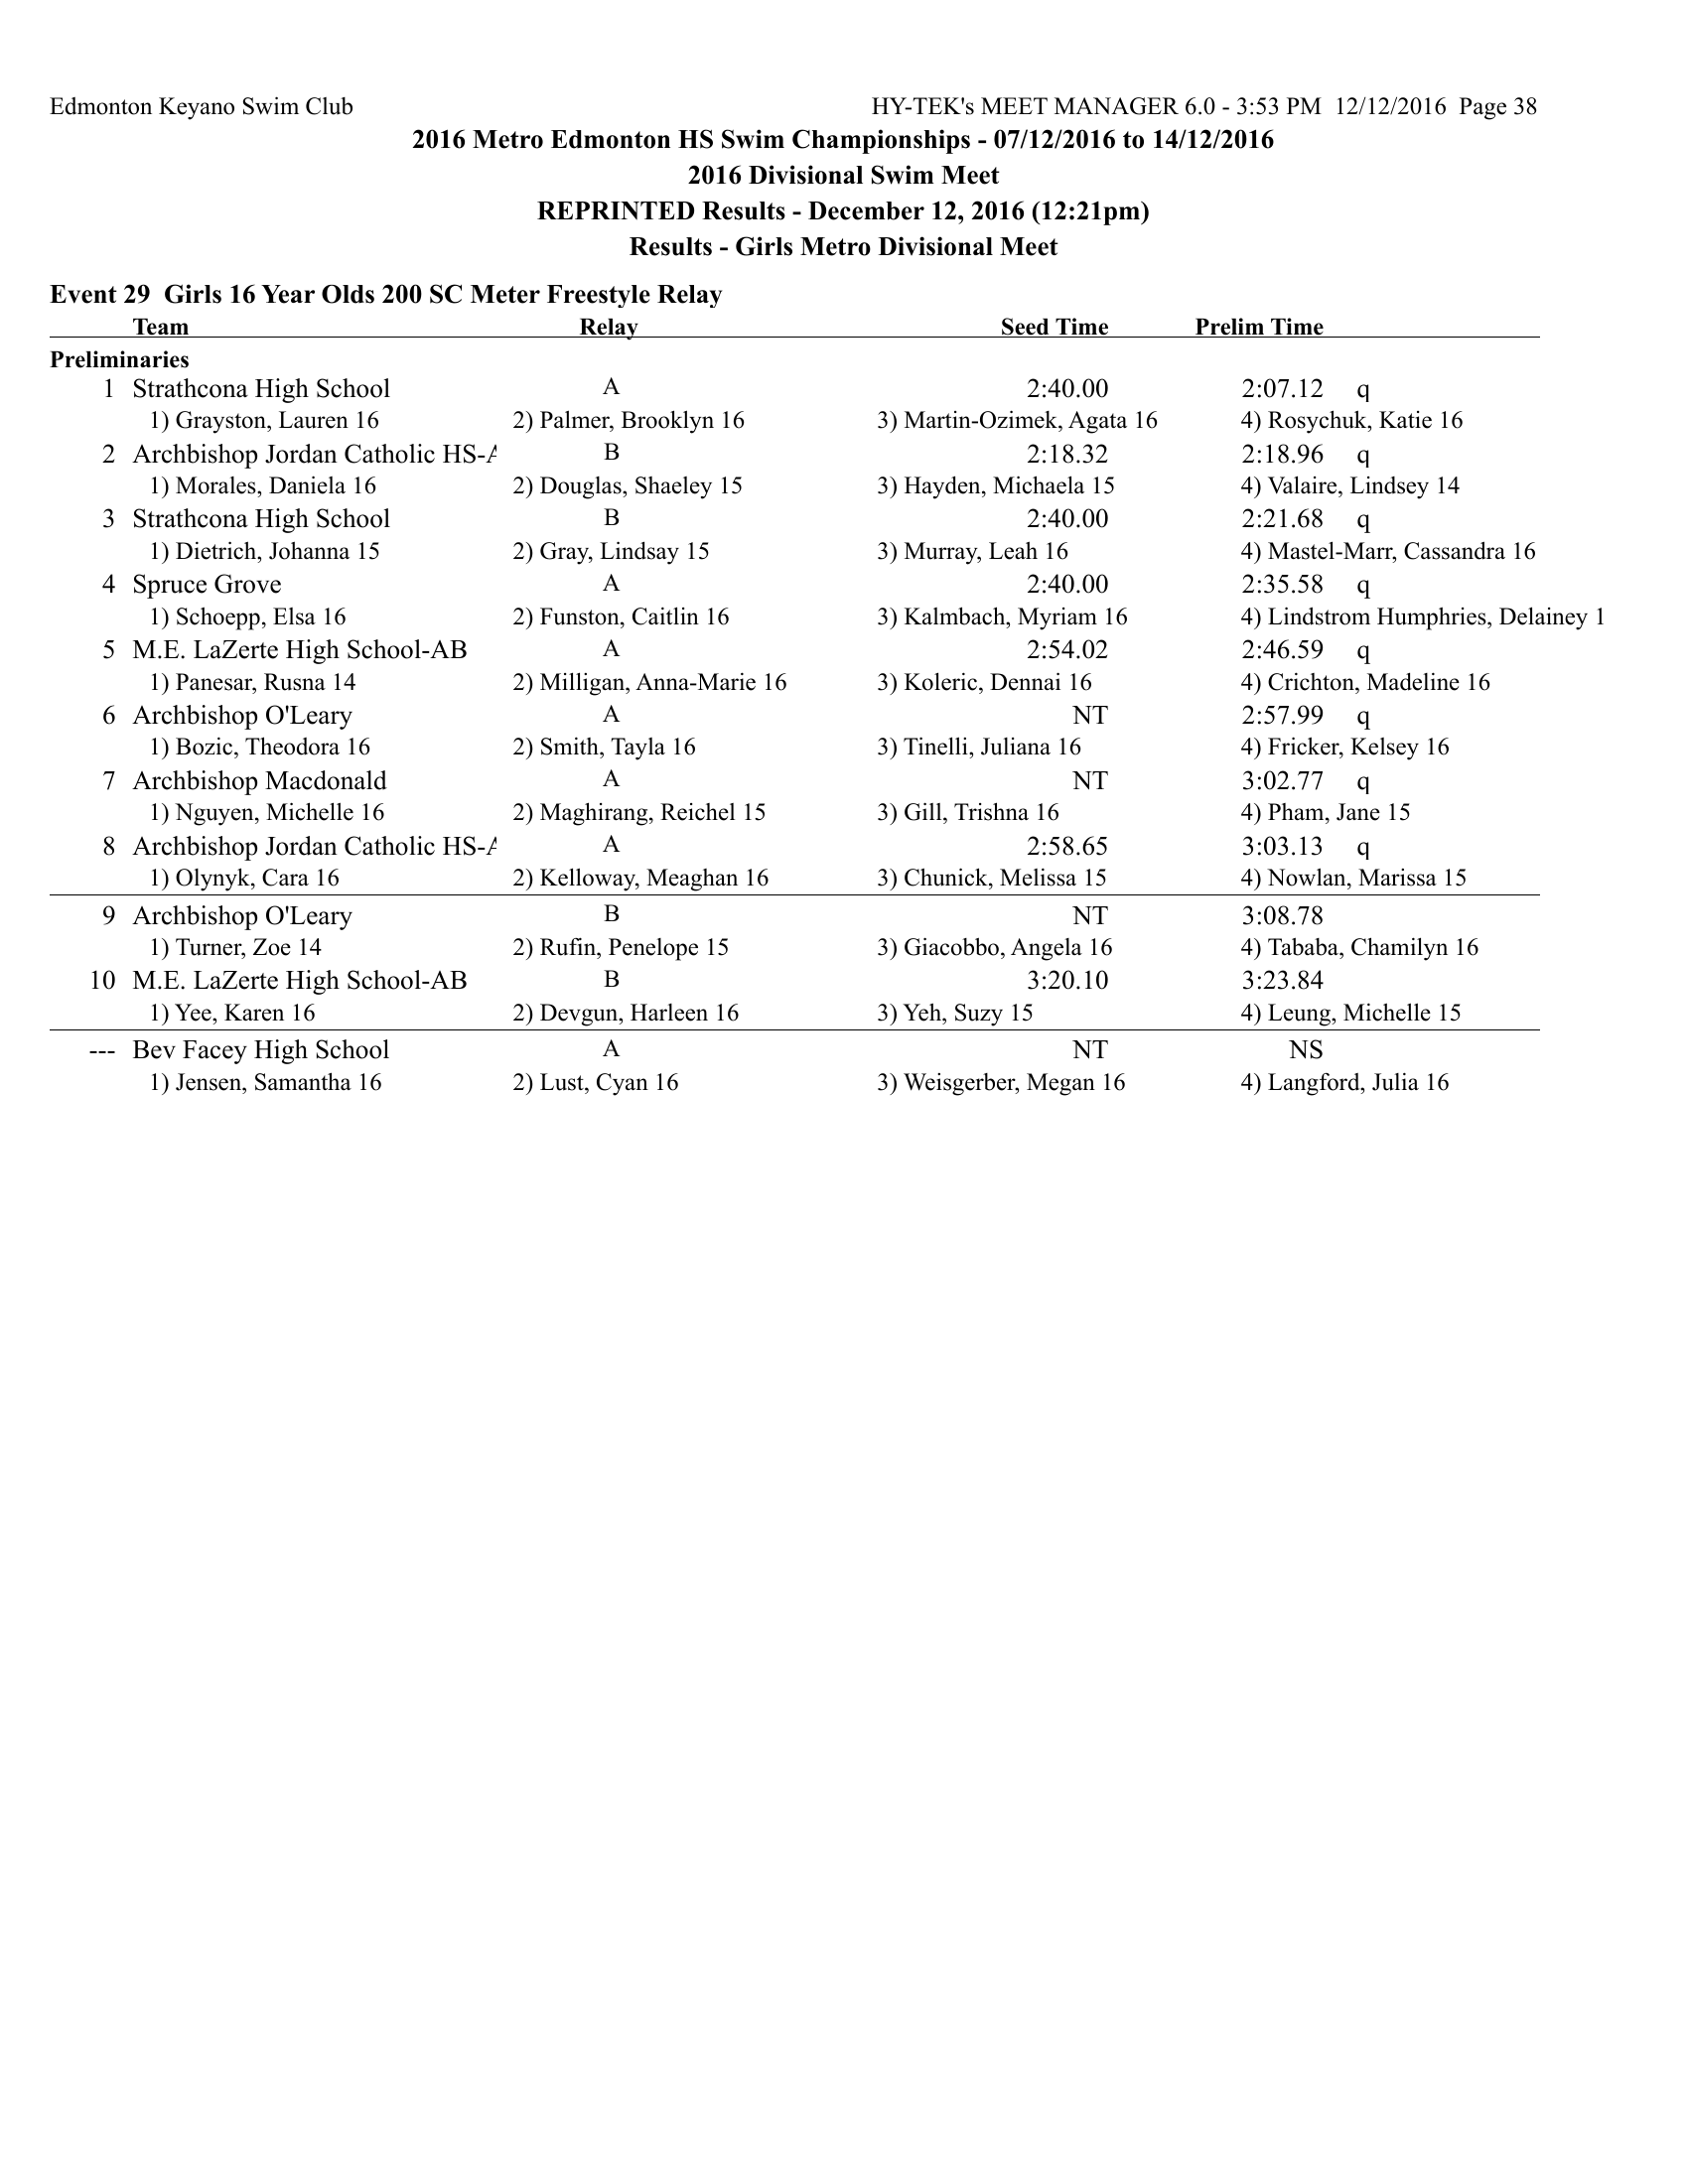 Edmonton Keyano Swim Club HY-TEK's MEET MANAGER 6.0 - 3:53 PM 12/12/2016 Page 38
2016 Metro Edmonton HS Swim Championships - 07/12/2016 to 14/12/2016
2016 Divisional Swim Meet
REPRINTED Results - December 12, 2016 (12:21pm)
Results - Girls Metro Divisional Meet
Event 29 Girls 16 Year Olds 200 SC Meter Freestyle Relay
Team Relay Seed Time Prelim Time
Preliminaries
1 Strathcona High School A 2:40.00 2:07.12 q
1) Grayston, Lauren 16 2) Palmer, Brooklyn 16 3) Martin-Ozimek, Agata 16 4) Rosychuk, Katie 16
2 Archbishop Jordan Catholic HS-A B 2:18.32 2:18.96 q
1) Morales, Daniela 16 2) Douglas, Shaeley 15 3) Hayden, Michaela 15 4) Valaire, Lindsey 14
3 Strathcona High School B 2:40.00 2:21.68 q
1) Dietrich, Johanna 15 2) Gray, Lindsay 15 3) Murray, Leah 16 4) Mastel-Marr, Cassandra 16
4 Spruce Grove A 2:40.00 2:35.58 q
1) Schoepp, Elsa 16 2) Funston, Caitlin 16 3) Kalmbach, Myriam 16 4) Lindstrom Humphries, Delainey 1
5 M.E. LaZerte High School-AB A 2:54.02 2:46.59 q
1) Panesar, Rusna 14 2) Milligan, Anna-Marie 16 3) Koleric, Dennai 16 4) Crichton, Madeline 16
6 Archbishop O'Leary A NT 2:57.99 q
1) Bozic, Theodora 16 2) Smith, Tayla 16 3) Tinelli, Juliana 16 4) Fricker, Kelsey 16
7 Archbishop Macdonald A NT 3:02.77 q
1) Nguyen, Michelle 16 2) Maghirang, Reichel 15 3) Gill, Trishna 16 4) Pham, Jane 15
8 Archbishop Jordan Catholic HS-A A 2:58.65 3:03.13 q
1) Olynyk, Cara 16 2) Kelloway, Meaghan 16 3) Chunick, Melissa 15 4) Nowlan, Marissa 15
9 Archbishop O'Leary B NT 3:08.78
1) Turner, Zoe 14 2) Rufin, Penelope 15 3) Giacobbo, Angela 16 4) Tababa, Chamilyn 16
10 M.E. LaZerte High School-AB B 3:20.10 3:23.84
1) Yee, Karen 16 2) Devgun, Harleen 16 3) Yeh, Suzy 15 4) Leung, Michelle 15
--- Bev Facey High School A NT NS
1) Jensen, Samantha 16 2) Lust, Cyan 16 3) Weisgerber, Megan 16 4) Langford, Julia 16